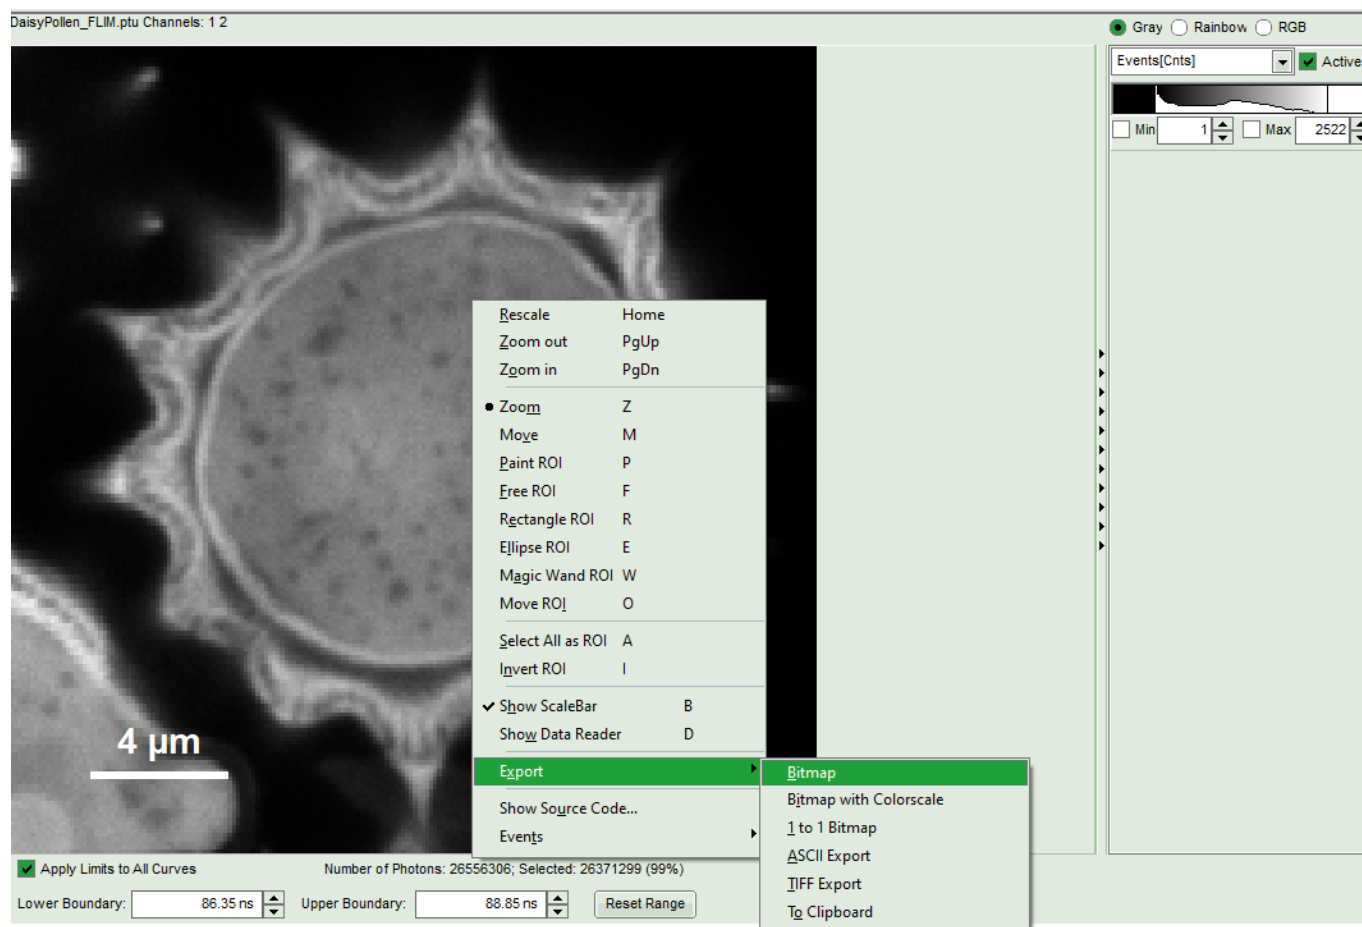 DaisyPollen_FLIM.ptu Channels: 1 2
Gray Rainbow RGB
Events[Cnts] Active
Min 1 Max 2522
Rescale Home
Zoom out PgUp
Zoom in PgDn
Zoom Z
Move M
Paint ROI P
Free ROI F
Rectangle ROI R
Ellipse ROI E
Magic Wand ROI W
Move ROI O
Select All as ROI A
Invert ROI I
Show ScaleBar B
Show Data Reader D
Export
Show Source Code...
Events
Bitmap
Bitmap with Colorscale
1 to 1 Bitmap
ASCII Export
TIFF Export
To Clipboard
4 µm
Apply Limits to All Curves Number of Photons: 26556306; Selected: 26371299 (99%)
Lower Boundary: 86.35 ns Upper Boundary: 88.85 ns Reset Range